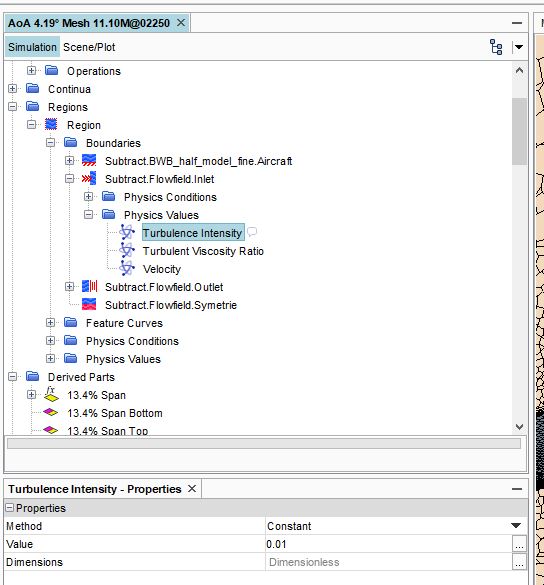 AoA 4.19° Mesh 11.10M@02250
Simulation Scene/Plot
Operations
Continua
Regions
Region
Boundaries
Subtract.BWB_half_model_fine.Aircraft
Subtract.Flowfield.Inlet
Physics Conditions
Physics Values
Turbulence Intensity
Turbulent Viscosity Ratio
Velocity
Subtract.Flowfield.Outlet
Subtract.Flowfield.Symetrie
Feature Curves
Physics Conditions
Physics Values
Derived Parts
fx 13.4% Span
13.4% Span Bottom
13.4% Span Top
Turbulence Intensity - Properties
Properties
Method Constant
Value 0.01 ...
Dimensions Dimensionless ...